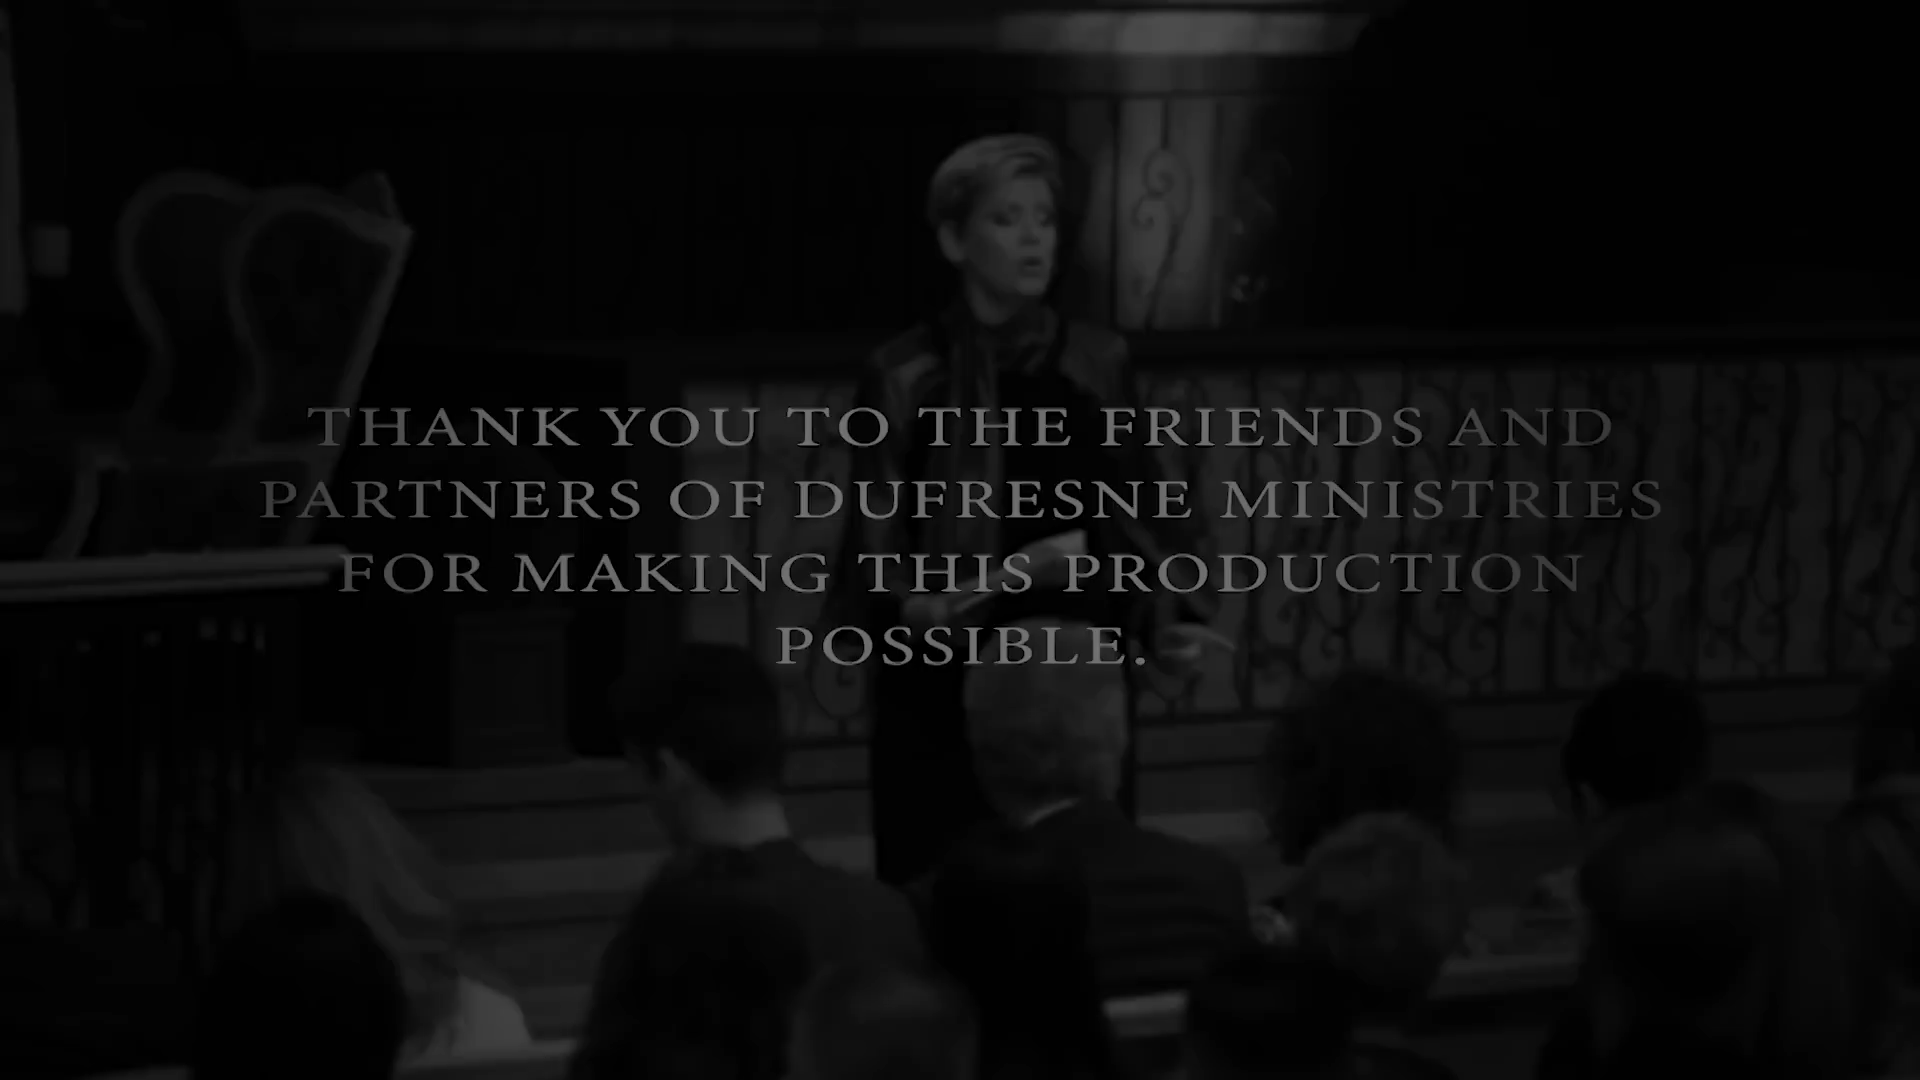 THANK YOU TO THE FRIENDS AND
PARTNERS OF DUFRESNE MINISTRIES
FOR MAKING THIS PRODUCTION
POSSIBLE.